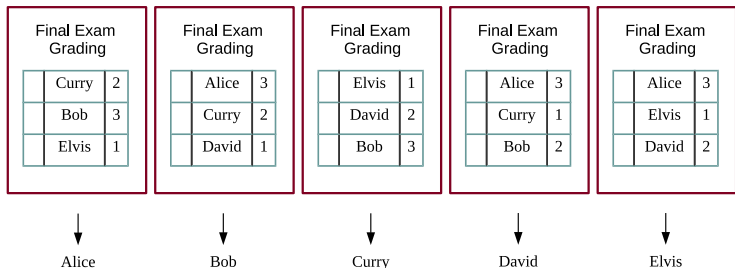 Final Exam
Grading
Curry 2
Bob 3
Elvis 1
Alice
Final Exam
Grading
Alice 3
Curry 2
David 1
Bob
Final Exam
Grading
Elvis 1
David 2
Bob 3
Curry
Final Exam
Grading
Alice 3
Curry 1
Bob 2
David
Final Exam
Grading
Alice 3
Elvis 1
David 2
Elvis